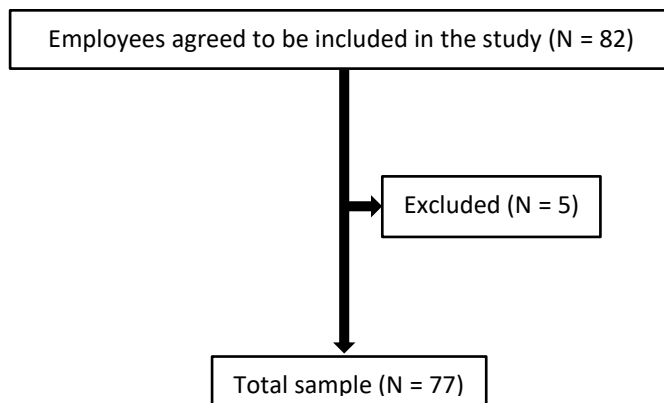 Employees agreed to be included in the study (N = 82)
Excluded (N = 5)
Total sample (N = 77)